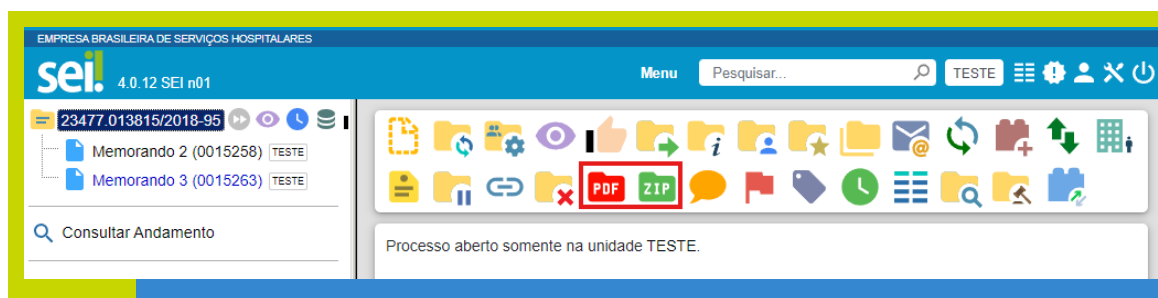 EMPRESA BRASILEIRA DE SERVIÇOS HOSPITALARES
sei! 4.0.12 SEI n01
Menu Pesquisar... TESTE
23477.013815/2018-95
Memorando 2 (0015258) TESTE
Memorando 3 (0015263) TESTE
Consultar Andamento
PDF ZIP
Processo aberto somente na unidade TESTE.